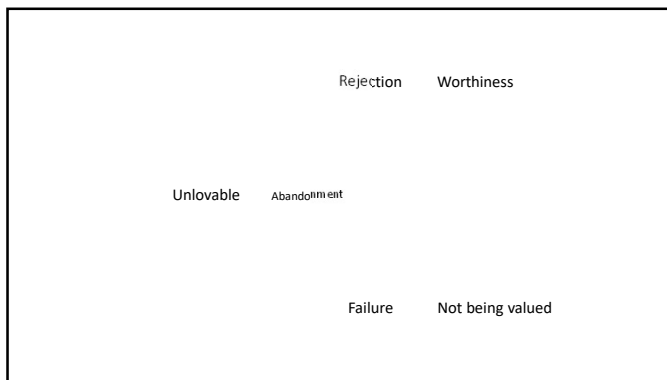 Rejection Worthiness
Unlovable Abandonment
Failure Not being valued